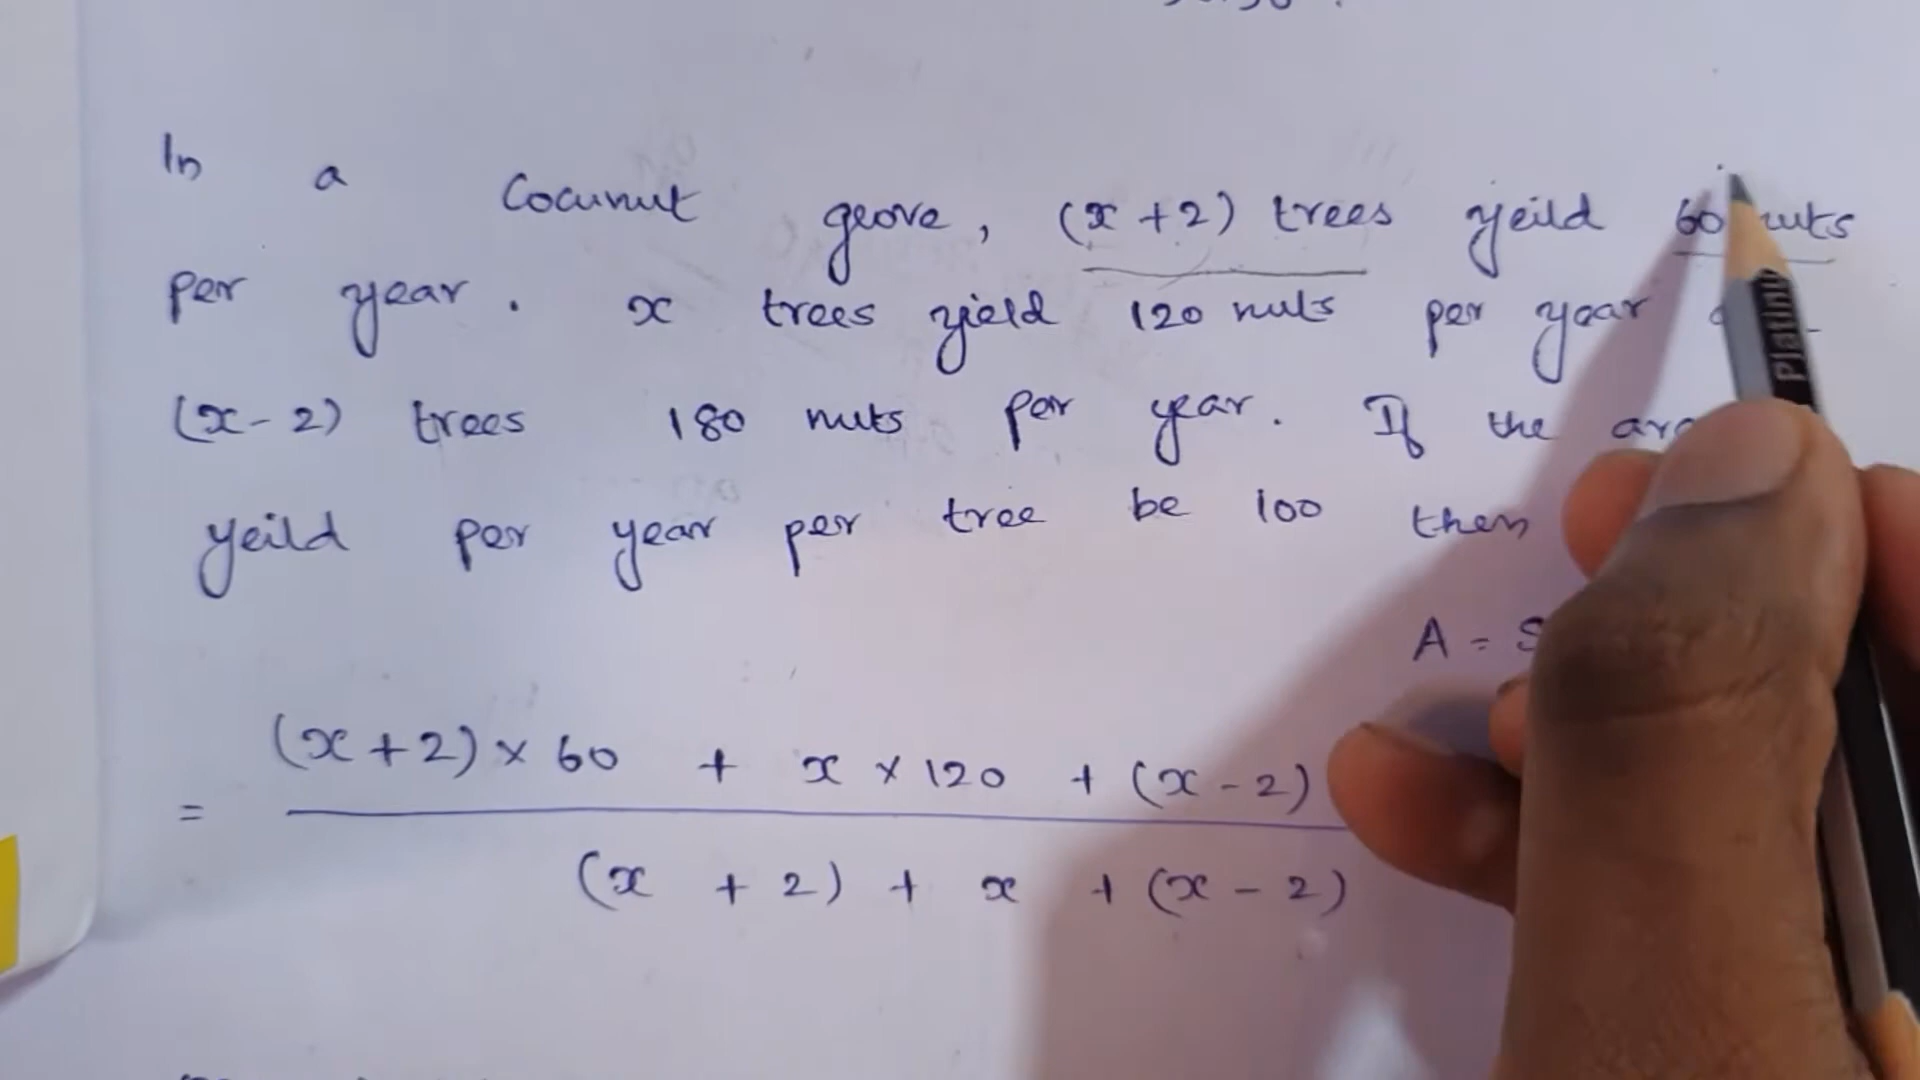 In a Cocunut grove, (x+2) trees yeild 60 nuts
per year. x trees yield 120 nuts per year
(x-2) trees 180 nuts per year. If the
yeild per year per tree be 100 then
A =
(x+2) x 60 + x x 120 + (x-2)
=
(x + 2) + x + (x - 2)
Platinu